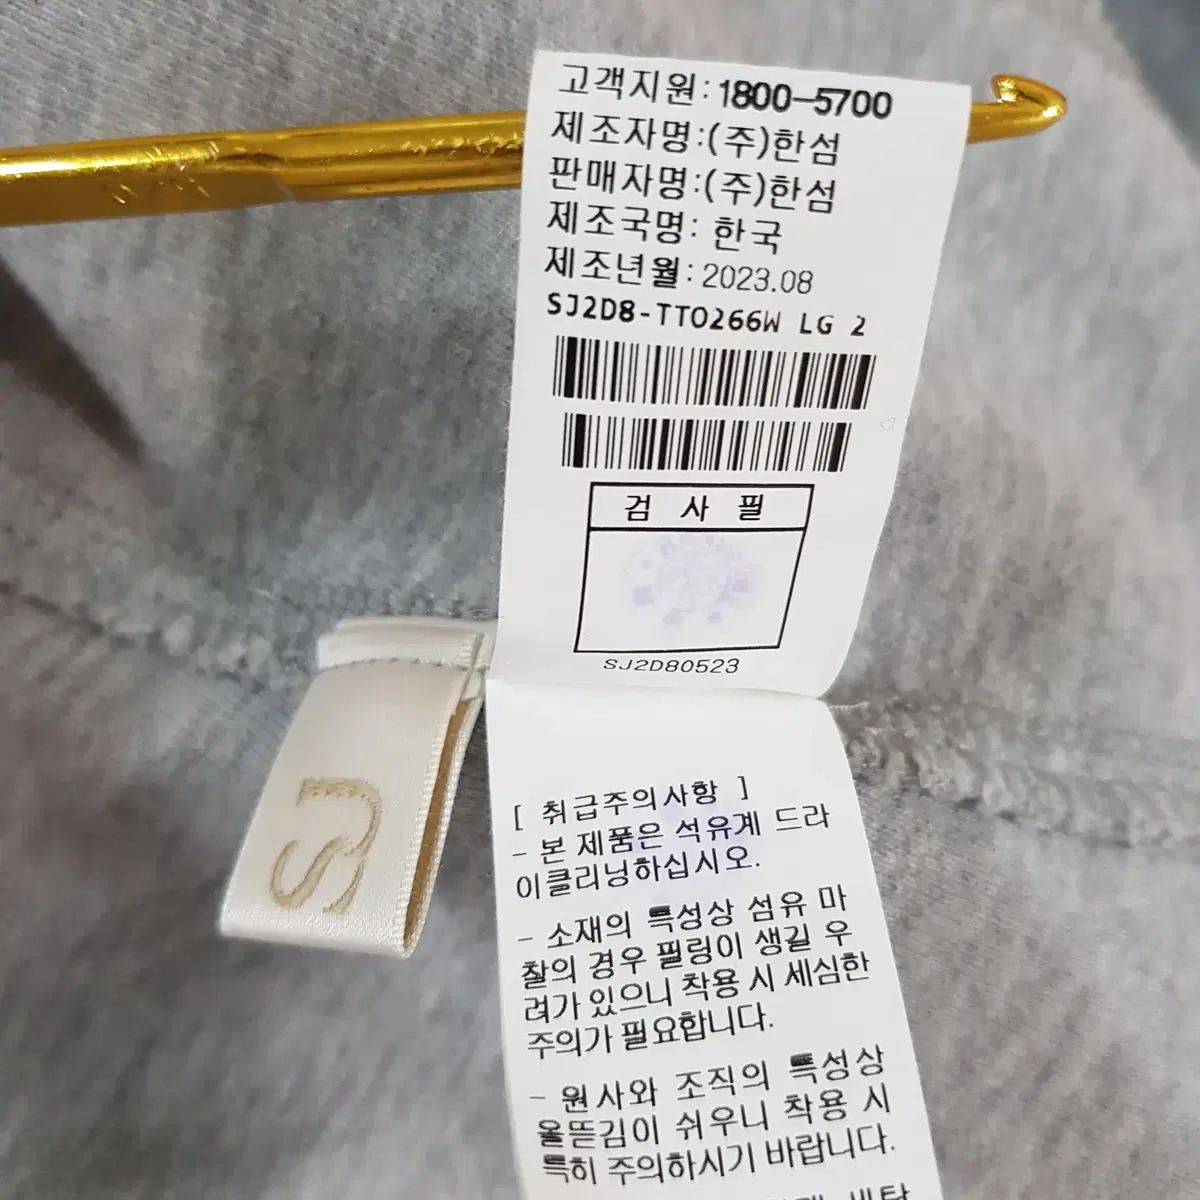 고객지원: 1800-5700
제조자명:(주)한섬
판매자명:(주)한섬
제조국명: 한국
제조년월: 2023.08
SJ2D8-TTO266W LG 2
검 사 필
SJ2D80523
SJ
[ 취급주의사항 ]
- 본 제품은 석유계 드라
이클리닝하십시오.
- 소재의 특성상 섬유 마
찰의 경우 필링이 생길 우
려가 있으니 착용 시 세심한
주의가 필요합니다.
- 원사와 조직의 특성상
올뜯김이 쉬우니 착용 시
특히 주의하시기 바랍니다.